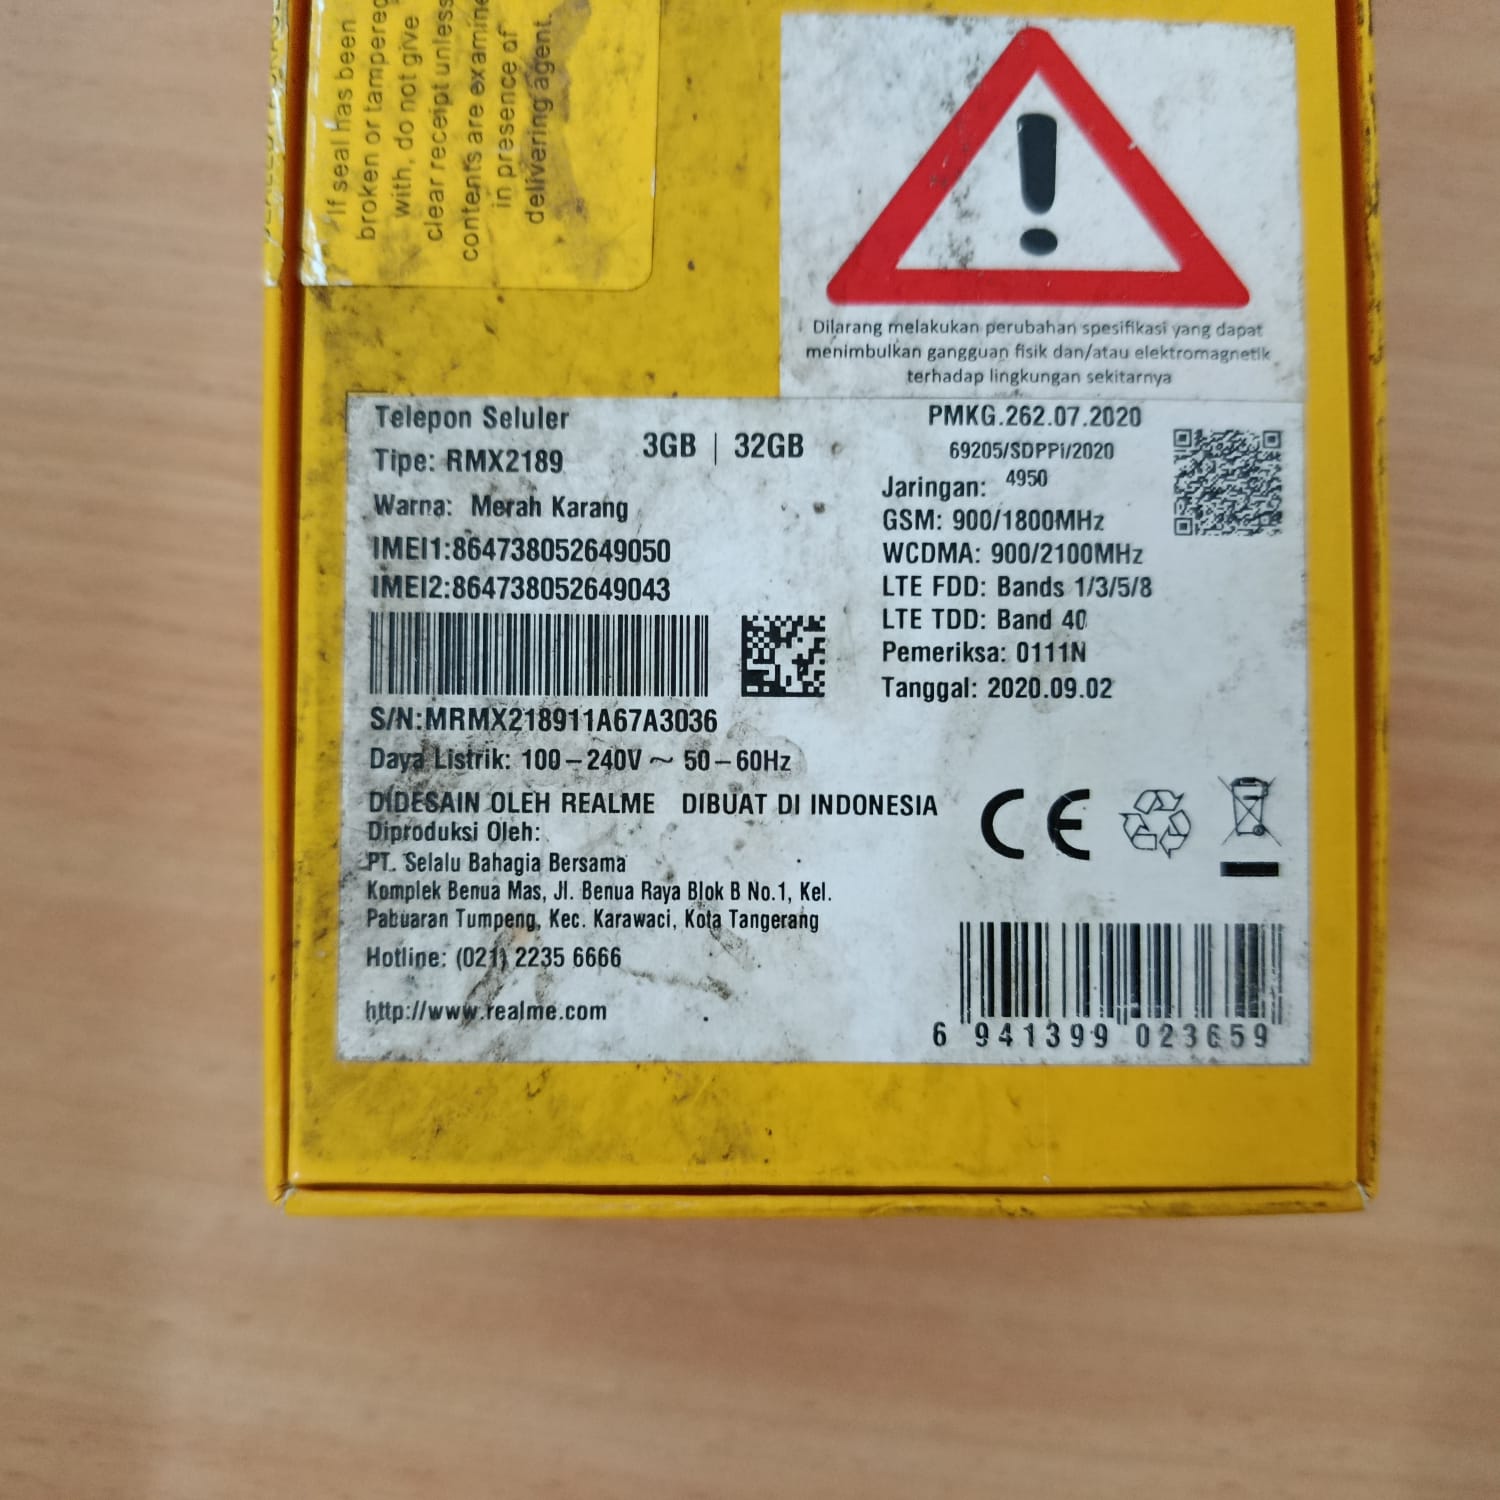 If seal has been
broken or tampered
with, do not give
clear receipt unless
contents are examine
in presence of
delivering agent.
Dilarang melakukan perubahan spesifikasi yang dapat
menimbulkan gangguan fisik dan/atau elektromagnetik
terhadap lingkungan sekitarnya
Telepon Seluler
Tipe: RMX2189
3GB | 32GB
Warna: Merah Karang
IMEI1:864738052649050
IMEI2:864738052649043
S/N:MRMX218911A67A3036
Daya Listrik: 100–240V ~ 50–60Hz
DIDESAIN OLEH REALME DIBUAT DI INDONESIA
Diproduksi Oleh:
PT. Selalu Bahagia Bersama
Komplek Benua Mas, Jl. Benua Raya Blok B No.1, Kel.
Pabuaran Tumpeng, Kec. Karawaci, Kota Tangerang
Hotline: (021) 2235 6666
http://www.realme.com
PMKG.262.07.2020
69205/SDPPI/2020
4950
Jaringan:
GSM: 900/1800MHz
WCDMA: 900/2100MHz
LTE FDD: Bands 1/3/5/8
LTE TDD: Band 40
Pemeriksa: 0111N
Tanggal: 2020.09.02
CE
6 941399 023659